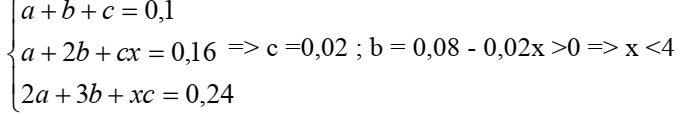 a + b + c = 0,1
a + 2b + cx = 0,16 => c =0,02 ; b = 0,08 - 0,02x >0 => x <4
2a + 3b + xc = 0,24